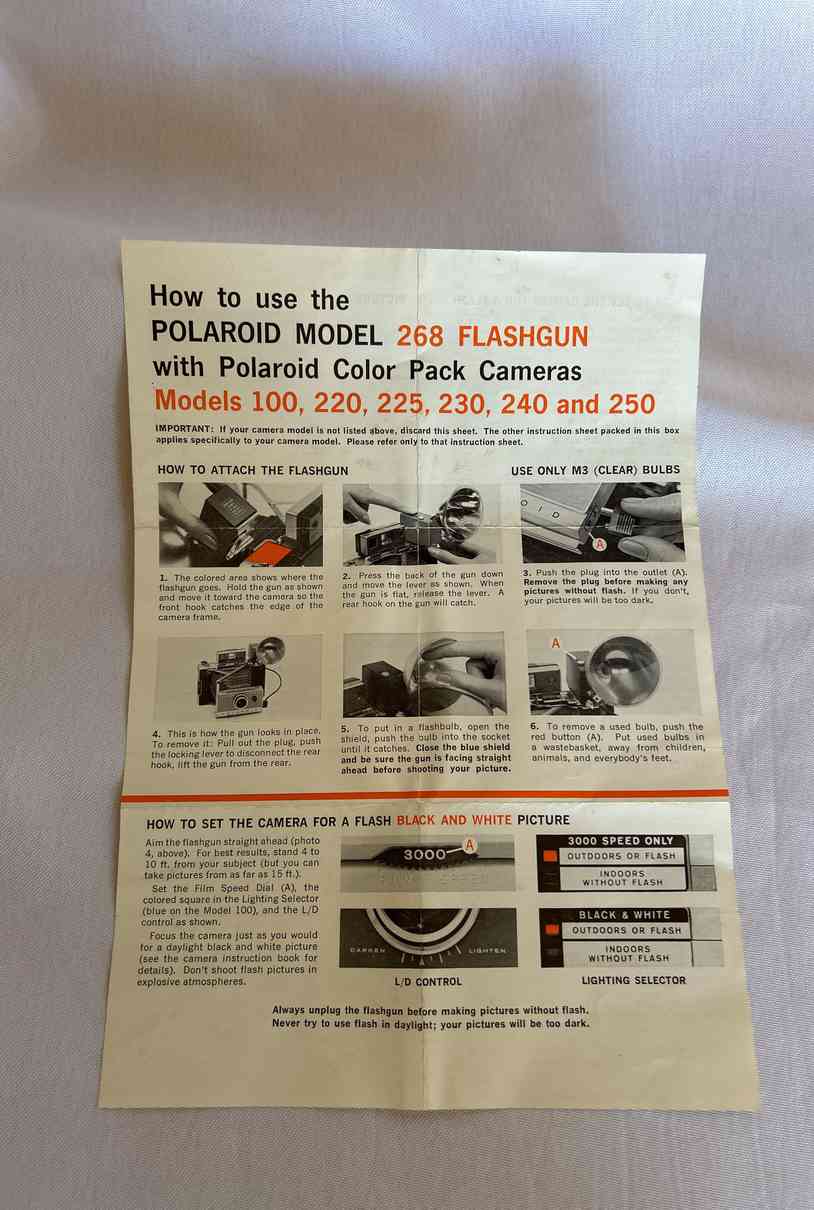 How to use the
POLAROID MODEL 268 FLASHGUN
with Polaroid Color Pack Cameras
Models 100, 220, 225, 230, 240 and 250
IMPORTANT: If your camera model is not listed above, discard this sheet. The other instruction sheet packed in this box
applies specifically to your camera model. Please refer only to that instruction sheet.
HOW TO ATTACH THE FLASHGUN
USE ONLY M3 (CLEAR) BULBS
OID
A
1. The colored area shows where the
flashgun goes. Hold the gun as shown
and move it toward the camera so the
front hook catches the edge of the
camera frame.
2. Press the back of the gun down
and move the lever as shown. When
the gun is flat, release the lever. A
rear hook on the gun will catch.
3. Push the plug into the outlet (A).
Remove the plug before making any
pictures without flash. If you don't,
your pictures will be too dark.
A
4. This is how the gun looks in place.
To remove it: Pull out the plug, push
the locking lever to disconnect the rear
hook, lift the gun from the rear.
5. To put in a flashbulb, open the
shield, push the bulb into the socket
until it catches. Close the blue shield
and be sure the gun is facing straight
ahead before shooting your picture.
6. To remove a used bulb, push the
red button (A). Put used bulbs in
a wastebasket, away from children,
animals, and everybody's feet.
HOW TO SET THE CAMERA FOR A FLASH BLACK AND WHITE PICTURE
Aim the flashgun straight ahead (photo
4, above). For best results, stand 4 to
10 ft. from your subject (but you can
take pictures from as far as 15 ft.).
Set the Film Speed Dial (A), the
colored square in the Lighting Selector
(blue on the Model 100), and the L/D
control as shown.
Focus the camera just as you would
for a daylight black and white picture
(see the camera instruction book for
details). Don't shoot flash pictures in
explosive atmospheres.
3000
A
FILM SPEED
3000 SPEED ONLY
OUTDOORS OR FLASH
INDOORS
WITHOUT FLASH
DARKEN
LIGHTEN
BLACK & WHITE
OUTDOORS OR FLASH
INDOORS
WITHOUT FLASH
L/D CONTROL
LIGHTING SELECTOR
Always unplug the flashgun before making pictures without flash.
Never try to use flash in daylight; your pictures will be too dark.